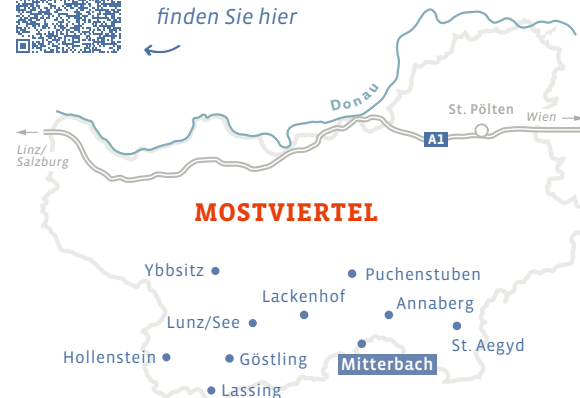 finden Sie hier
Donau
St. Pölten
Wien
A1
Linz/
Salzburg
MOSTVIERTEL
Ybbsitz
Puchenstuben
Lackenhof
Annaberg
Lunz/See
St. Aegyd
Hollenstein
Göstling
Mitterbach
Lassing